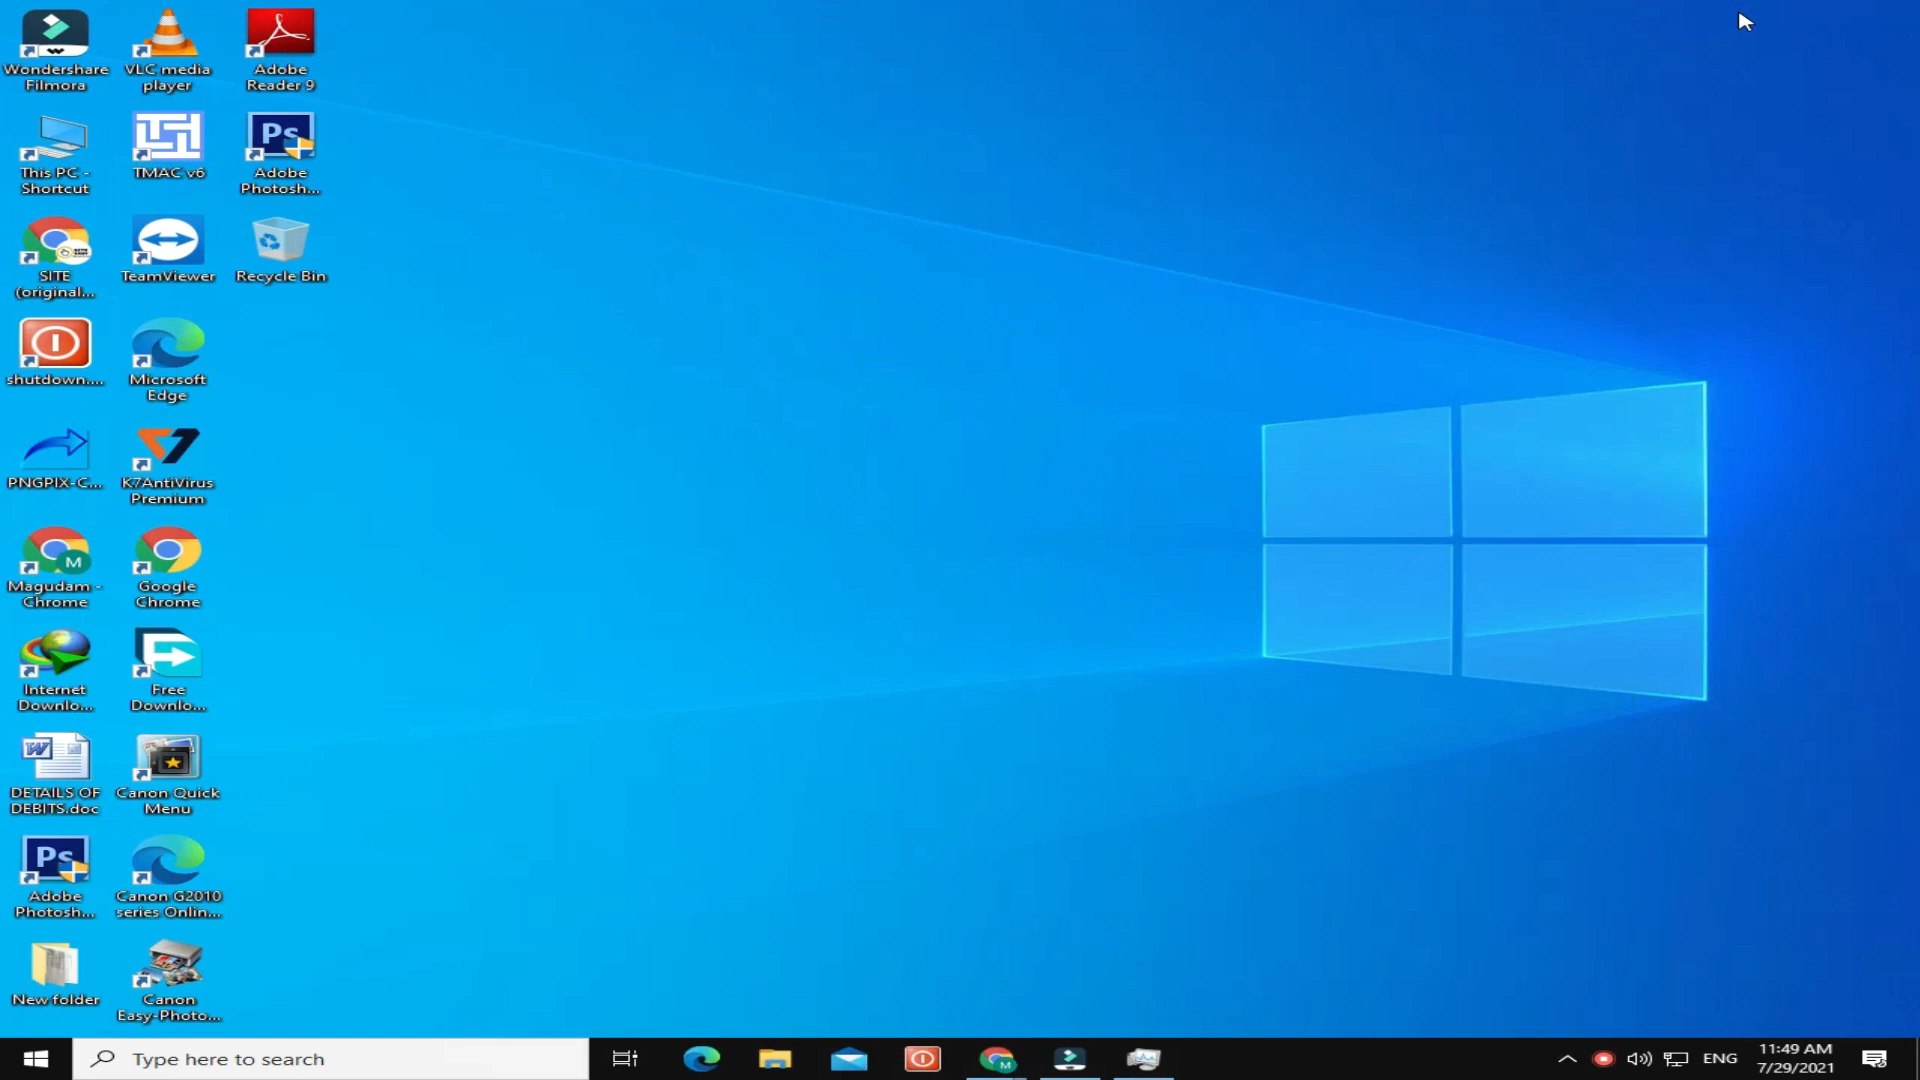 Wondershare
Filmora
VLC media
player
Adobe
Reader 9
This PC -
Shortcut
TMAC v6
Ps
Adobe
Photosh...
SITE
(original...
TeamViewer
Recycle Bin
shutdown....
Microsoft
Edge
PNGPIX-C...
K7AntiVirus
Premium
M
Magudam -
Chrome
Google
Chrome
Internet
Downlo...
Free
Downlo...
W
DETAILS OF
DEBITS.doc
Canon Quick
Menu
Ps
Adobe
Photosh...
Canon G2010
series Onlin...
New folder
Canon
Easy-Photo...
Type here to search
M
ENG
11:49 AM
7/29/2021